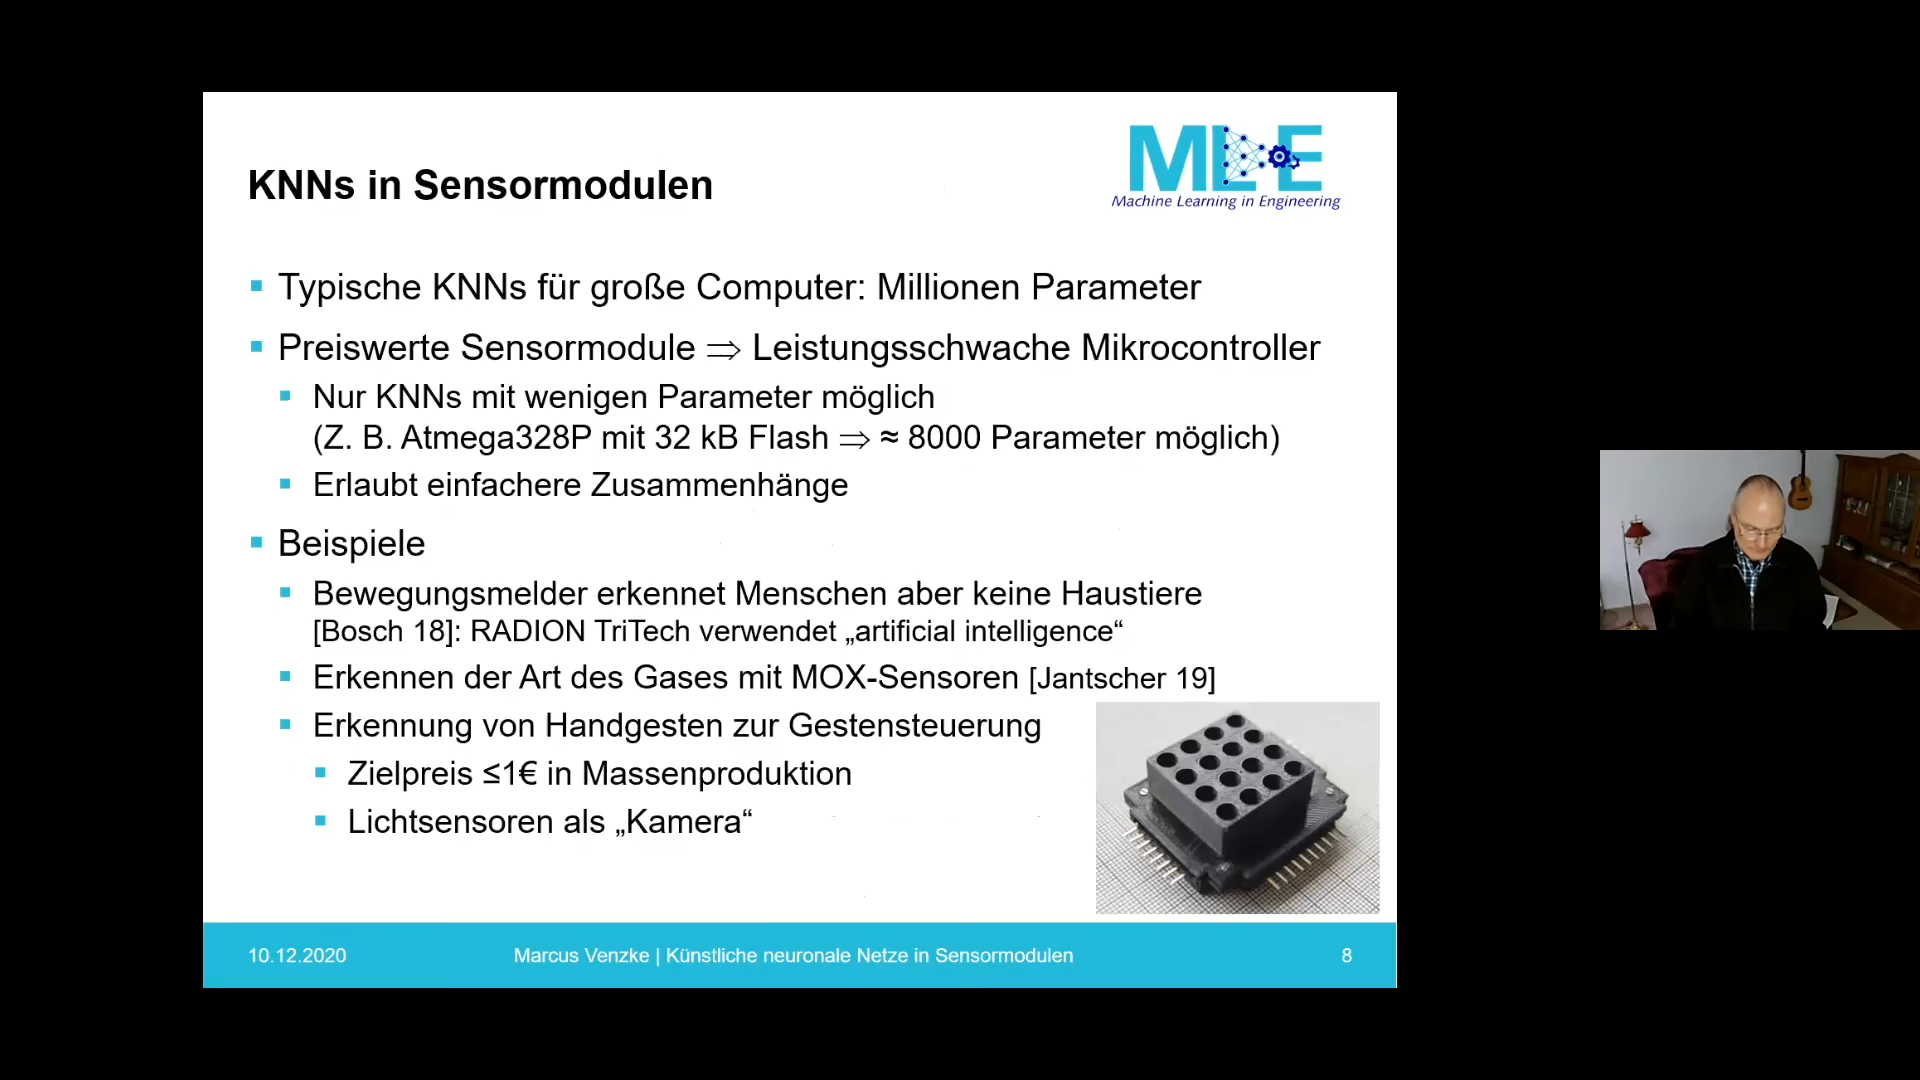 MLE
Machine Learning in Engineering
KNNs in Sensormodulen
Typische KNNs für große Computer: Millionen Parameter
Preiswerte Sensormodule ⇒ Leistungsschwache Mikrocontroller
Nur KNNs mit wenigen Parameter möglich
(Z. B. Atmega328P mit 32 kB Flash ⇒ ≈ 8000 Parameter möglich)
Erlaubt einfachere Zusammenhänge
Beispiele
Bewegungsmelder erkennet Menschen aber keine Haustiere
[Bosch 18]: RADION TriTech verwendet „artificial intelligence“
Erkennen der Art des Gases mit MOX-Sensoren [Jantscher 19]
Erkennung von Handgesten zur Gestensteuerung
Zielpreis ≤1€ in Massenproduktion
Lichtsensoren als „Kamera“
10.12.2020
Marcus Venzke | Künstliche neuronale Netze in Sensormodulen
8